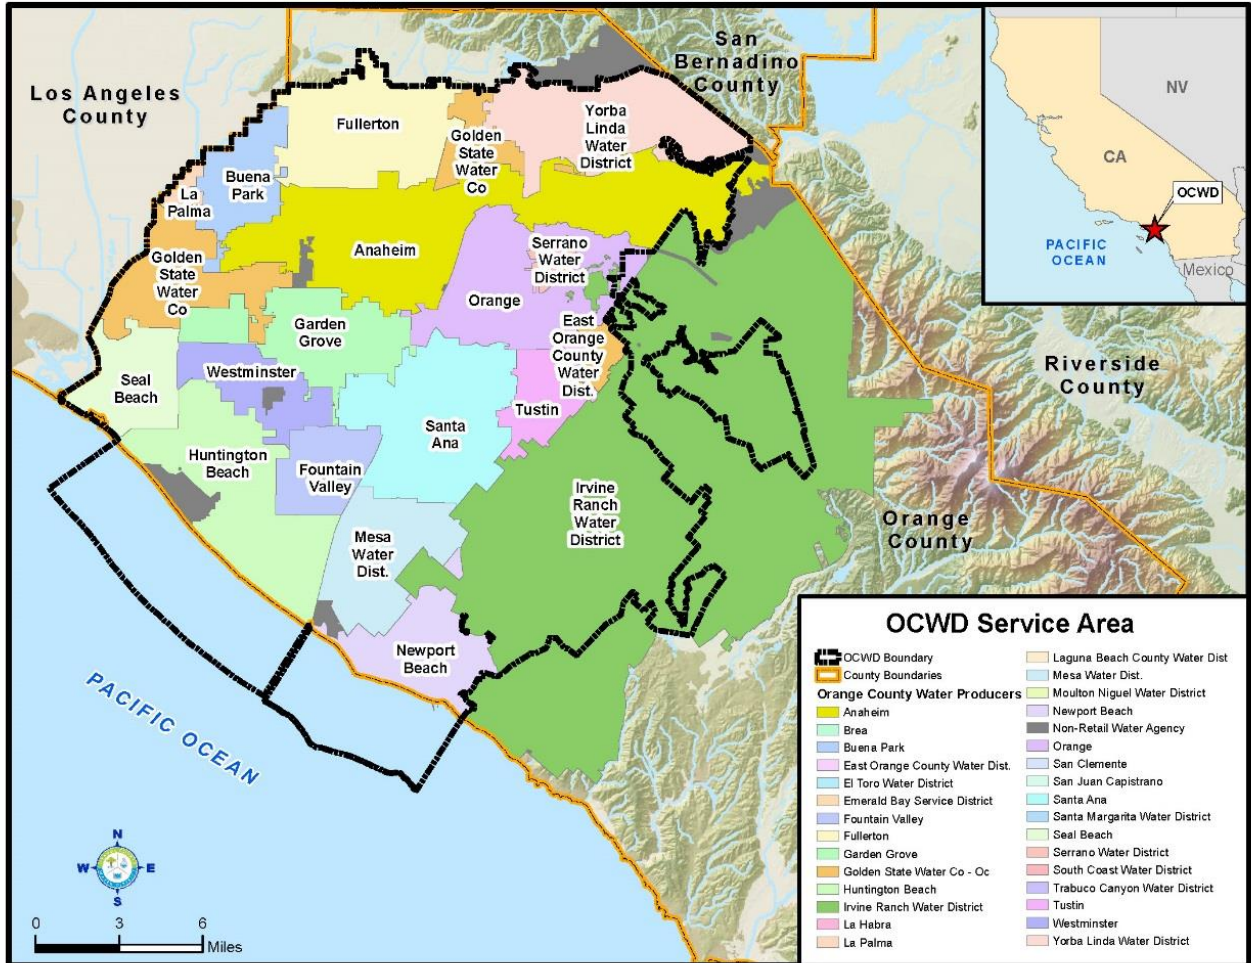 Los Angeles
County
San
Bernadino
County
NV
CA
OCWD
PACIFIC
OCEAN
Mexico
Fullerton
Golden
State
Water
Co
Yorba
Linda
Water
District
Buena
Park
La
Palma
Anaheim
Golden
State
Water
Co
Serrano
Water
District
Orange
Garden
Grove
East
Orange
County
Water
Dist.
Riverside
County
Westminster
Seal
Beach
Tustin
Santa
Ana
Huntington
Beach
Fountain
Valley
Irvine
Ranch
Water
District
Orange
County
Mesa
Water
Dist.
Newport
Beach
PACIFIC OCEAN
N
W
E
S
0
3
6
Miles
OCWD Service Area
OCWD Boundary
County Boundaries
Orange County Water Producers
Anaheim
Brea
Buena Park
East Orange County Water Dist.
El Toro Water District
Emerald Bay Service District
Fountain Valley
Fullerton
Garden Grove
Golden State Water Co - Oc
Huntington Beach
Irvine Ranch Water District
La Habra
La Palma
Laguna Beach County Water Dist
Mesa Water Dist.
Moulton Niguel Water District
Newport Beach
Non-Retail Water Agency
Orange
San Clemente
San Juan Capistrano
Santa Ana
Santa Margarita Water District
Seal Beach
Serrano Water District
South Coast Water District
Trabuco Canyon Water District
Tustin
Westminster
Yorba Linda Water District